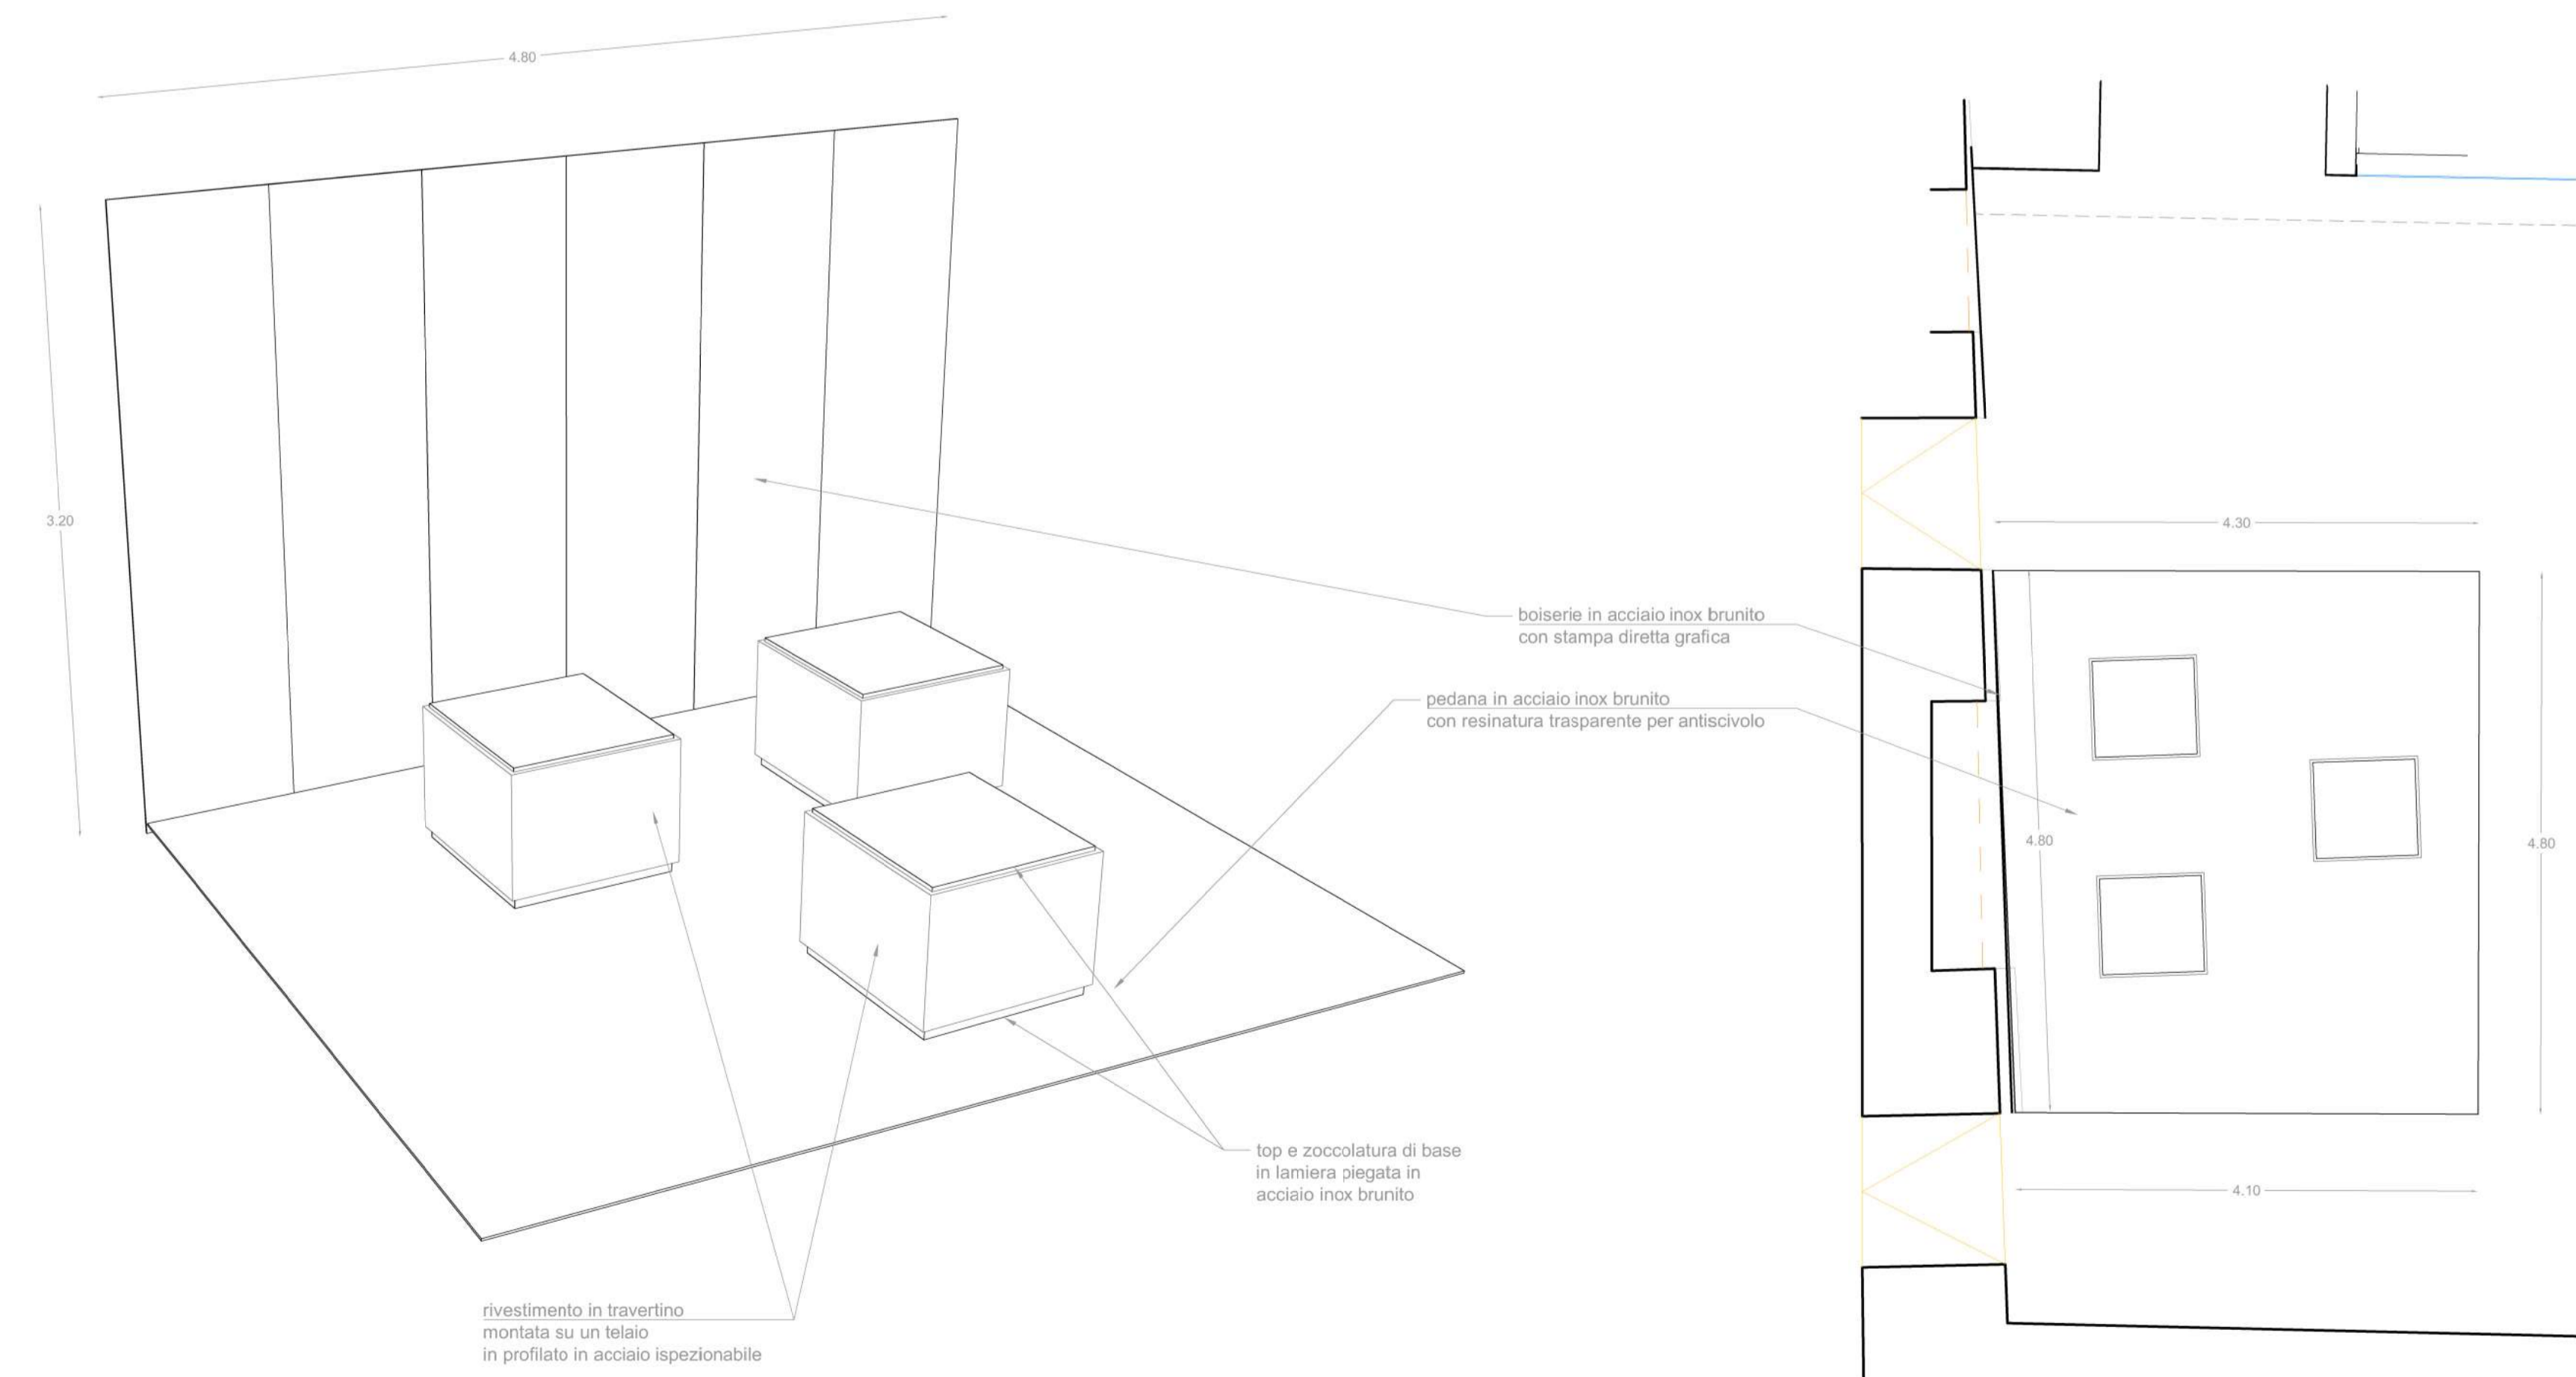 4.80
3.20
4.30
boiserie in acciaio inox brunito
con stampa diretta grafica
pedana in acciaio inox brunito
con resinatura trasparente per antiscivolo
4.80
4.80
top e zoccolatura di base
in lamiera piegata in
acciaio inox brunito
4.10
rivestimento in travertino
montata su un telaio
in profilato in acciaio ispezionabile